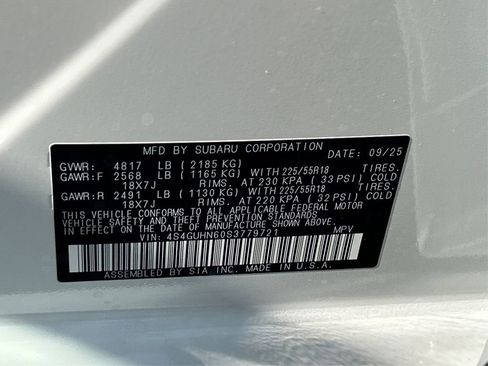 MFD BY SUBARU CORPORATION DATE: 09/25
GVWR: 4817 LB (2185 KG) TIRES.
GAWR:F 2568 LB (1165 KG) WITH 225/55R18
18X7J RIMS. AT 230 KPA ( 33 PSI) COLD
GAWR:R 2491 LB (1130 KG) WITH 225/55R18 TIRES.
18X7J RIMS. AT 220 KPA ( 32 PSI) COLD
THIS VEHICLE CONFORMS TO ALL APPLICABLE FEDERAL MOTOR
VEHICLE SAFETY, BUMPER, AND THEFT PREVENTION STANDARDS
IN EFFECT ON THE DATE OF MANUFACTURE SHOWN ABOVE.
VIN: 4S4GUHN60S3779721 MPV
ASSEMBLED BY SIA INC. MADE IN U.S.A.